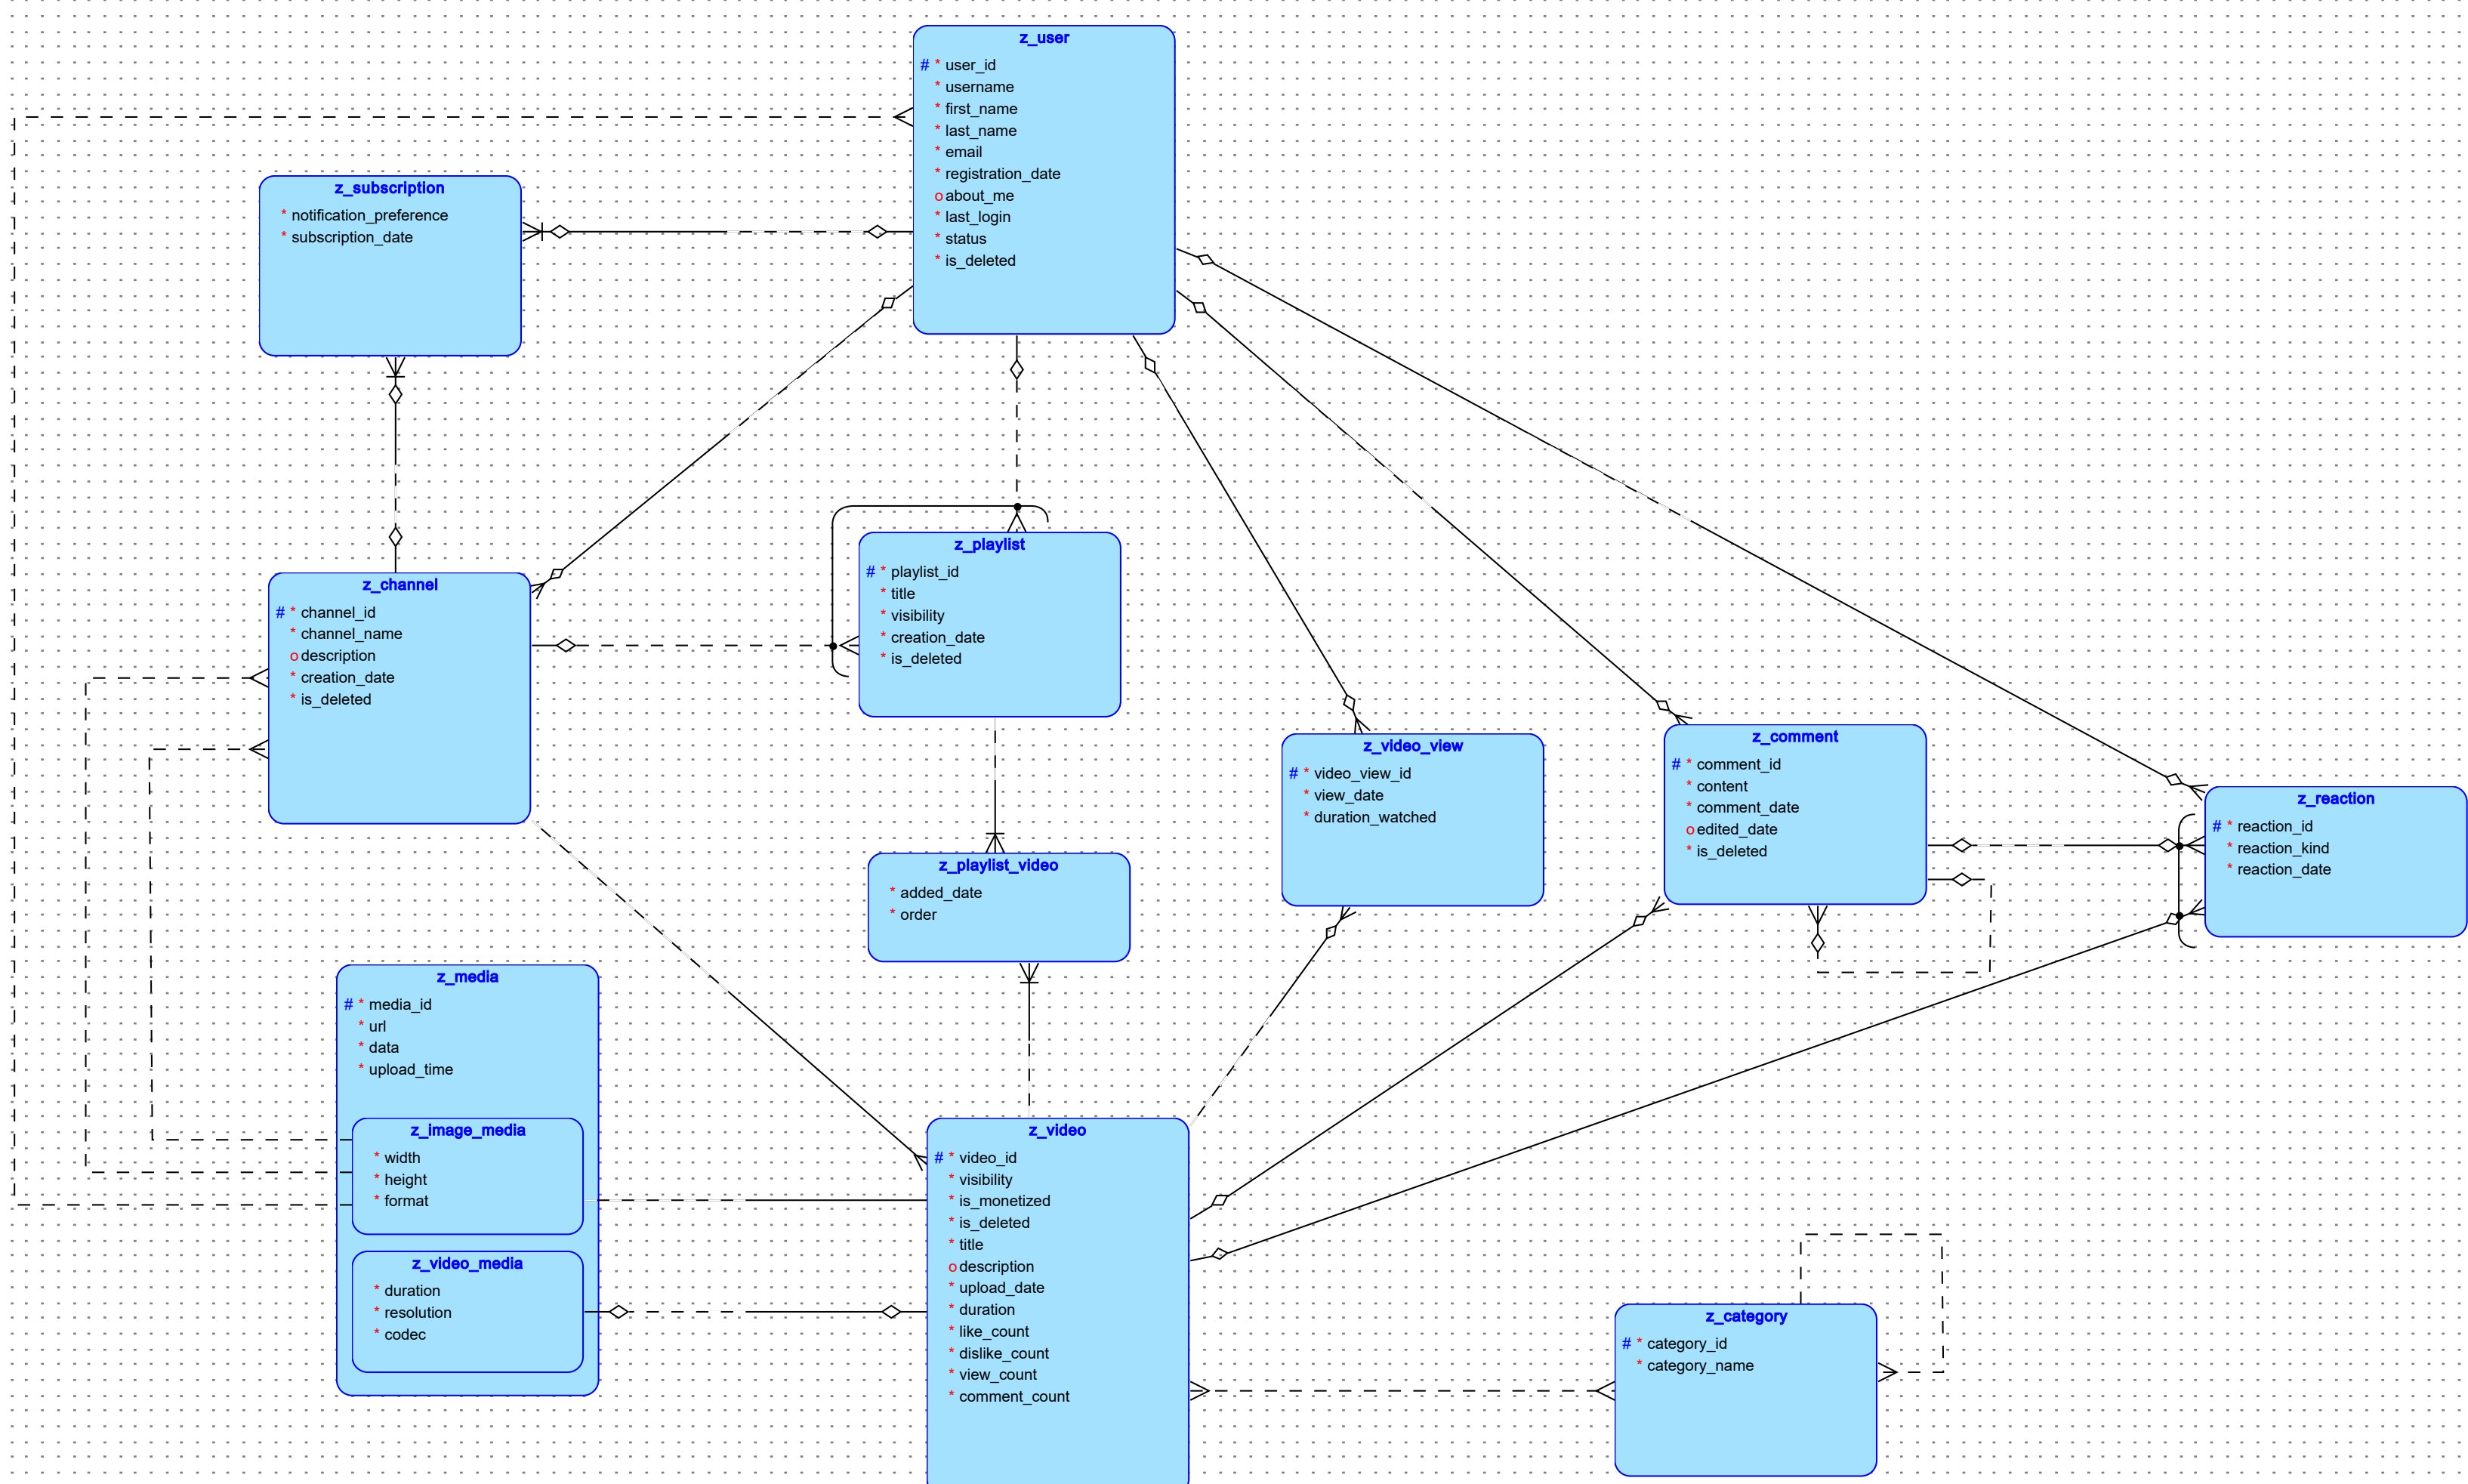 z_user
# * user_id
* username
* first_name
* last_name
* email
* registration_date
o about_me
* last_login
* status
* is_deleted
z_subscription
* notification_preference
* subscription_date
z_channel
# * channel_id
* channel_name
o description
* creation_date
* is_deleted
z_playlist
# * playlist_id
* title
* visibility
* creation_date
* is_deleted
z_video_view
# * video_view_id
* view_date
* duration_watched
z_comment
# * comment_id
* content
* comment_date
o edited_date
* is_deleted
z_reaction
# * reaction_id
* reaction_kind
* reaction_date
z_playlist_video
* added_date
* order
z_media
# * media_id
* url
* data
* upload_time
z_image_media
* width
* height
* format
z_video_media
* duration
* resolution
* codec
z_video
# * video_id
* visibility
* is_monetized
* is_deleted
* title
o description
* upload_date
* duration
* like_count
* dislike_count
* view_count
* comment_count
z_category
# * category_id
* category_name